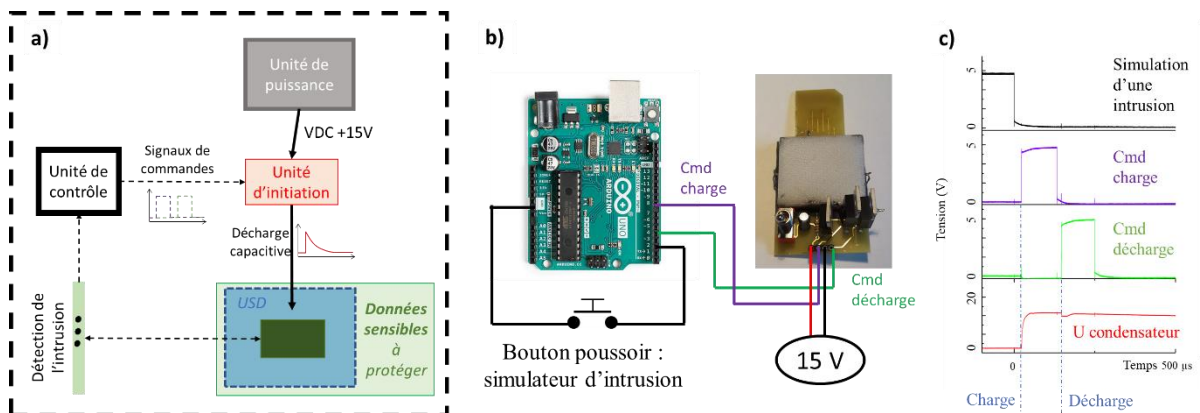 a)
Unité de
puissance
VDC +15V
Signaux de
commandes
Unité de
contrôle
Unité
d'initiation
Décharge
capacitive
Détection de
l'intrusion
USD
Données
sensibles
à
protéger
b)
ARDUINO
UNO
Cmd
charge
Cmd
décharge
Bouton poussoir :
simulateur d'intrusion
15 V
c)
Simulation
d'une
intrusion
Cmd
charge
Cmd
décharge
U condensateur
Tension (V)
5
0
5
0
5
0
20
0
0
Temps 500 µs
Charge
Décharge